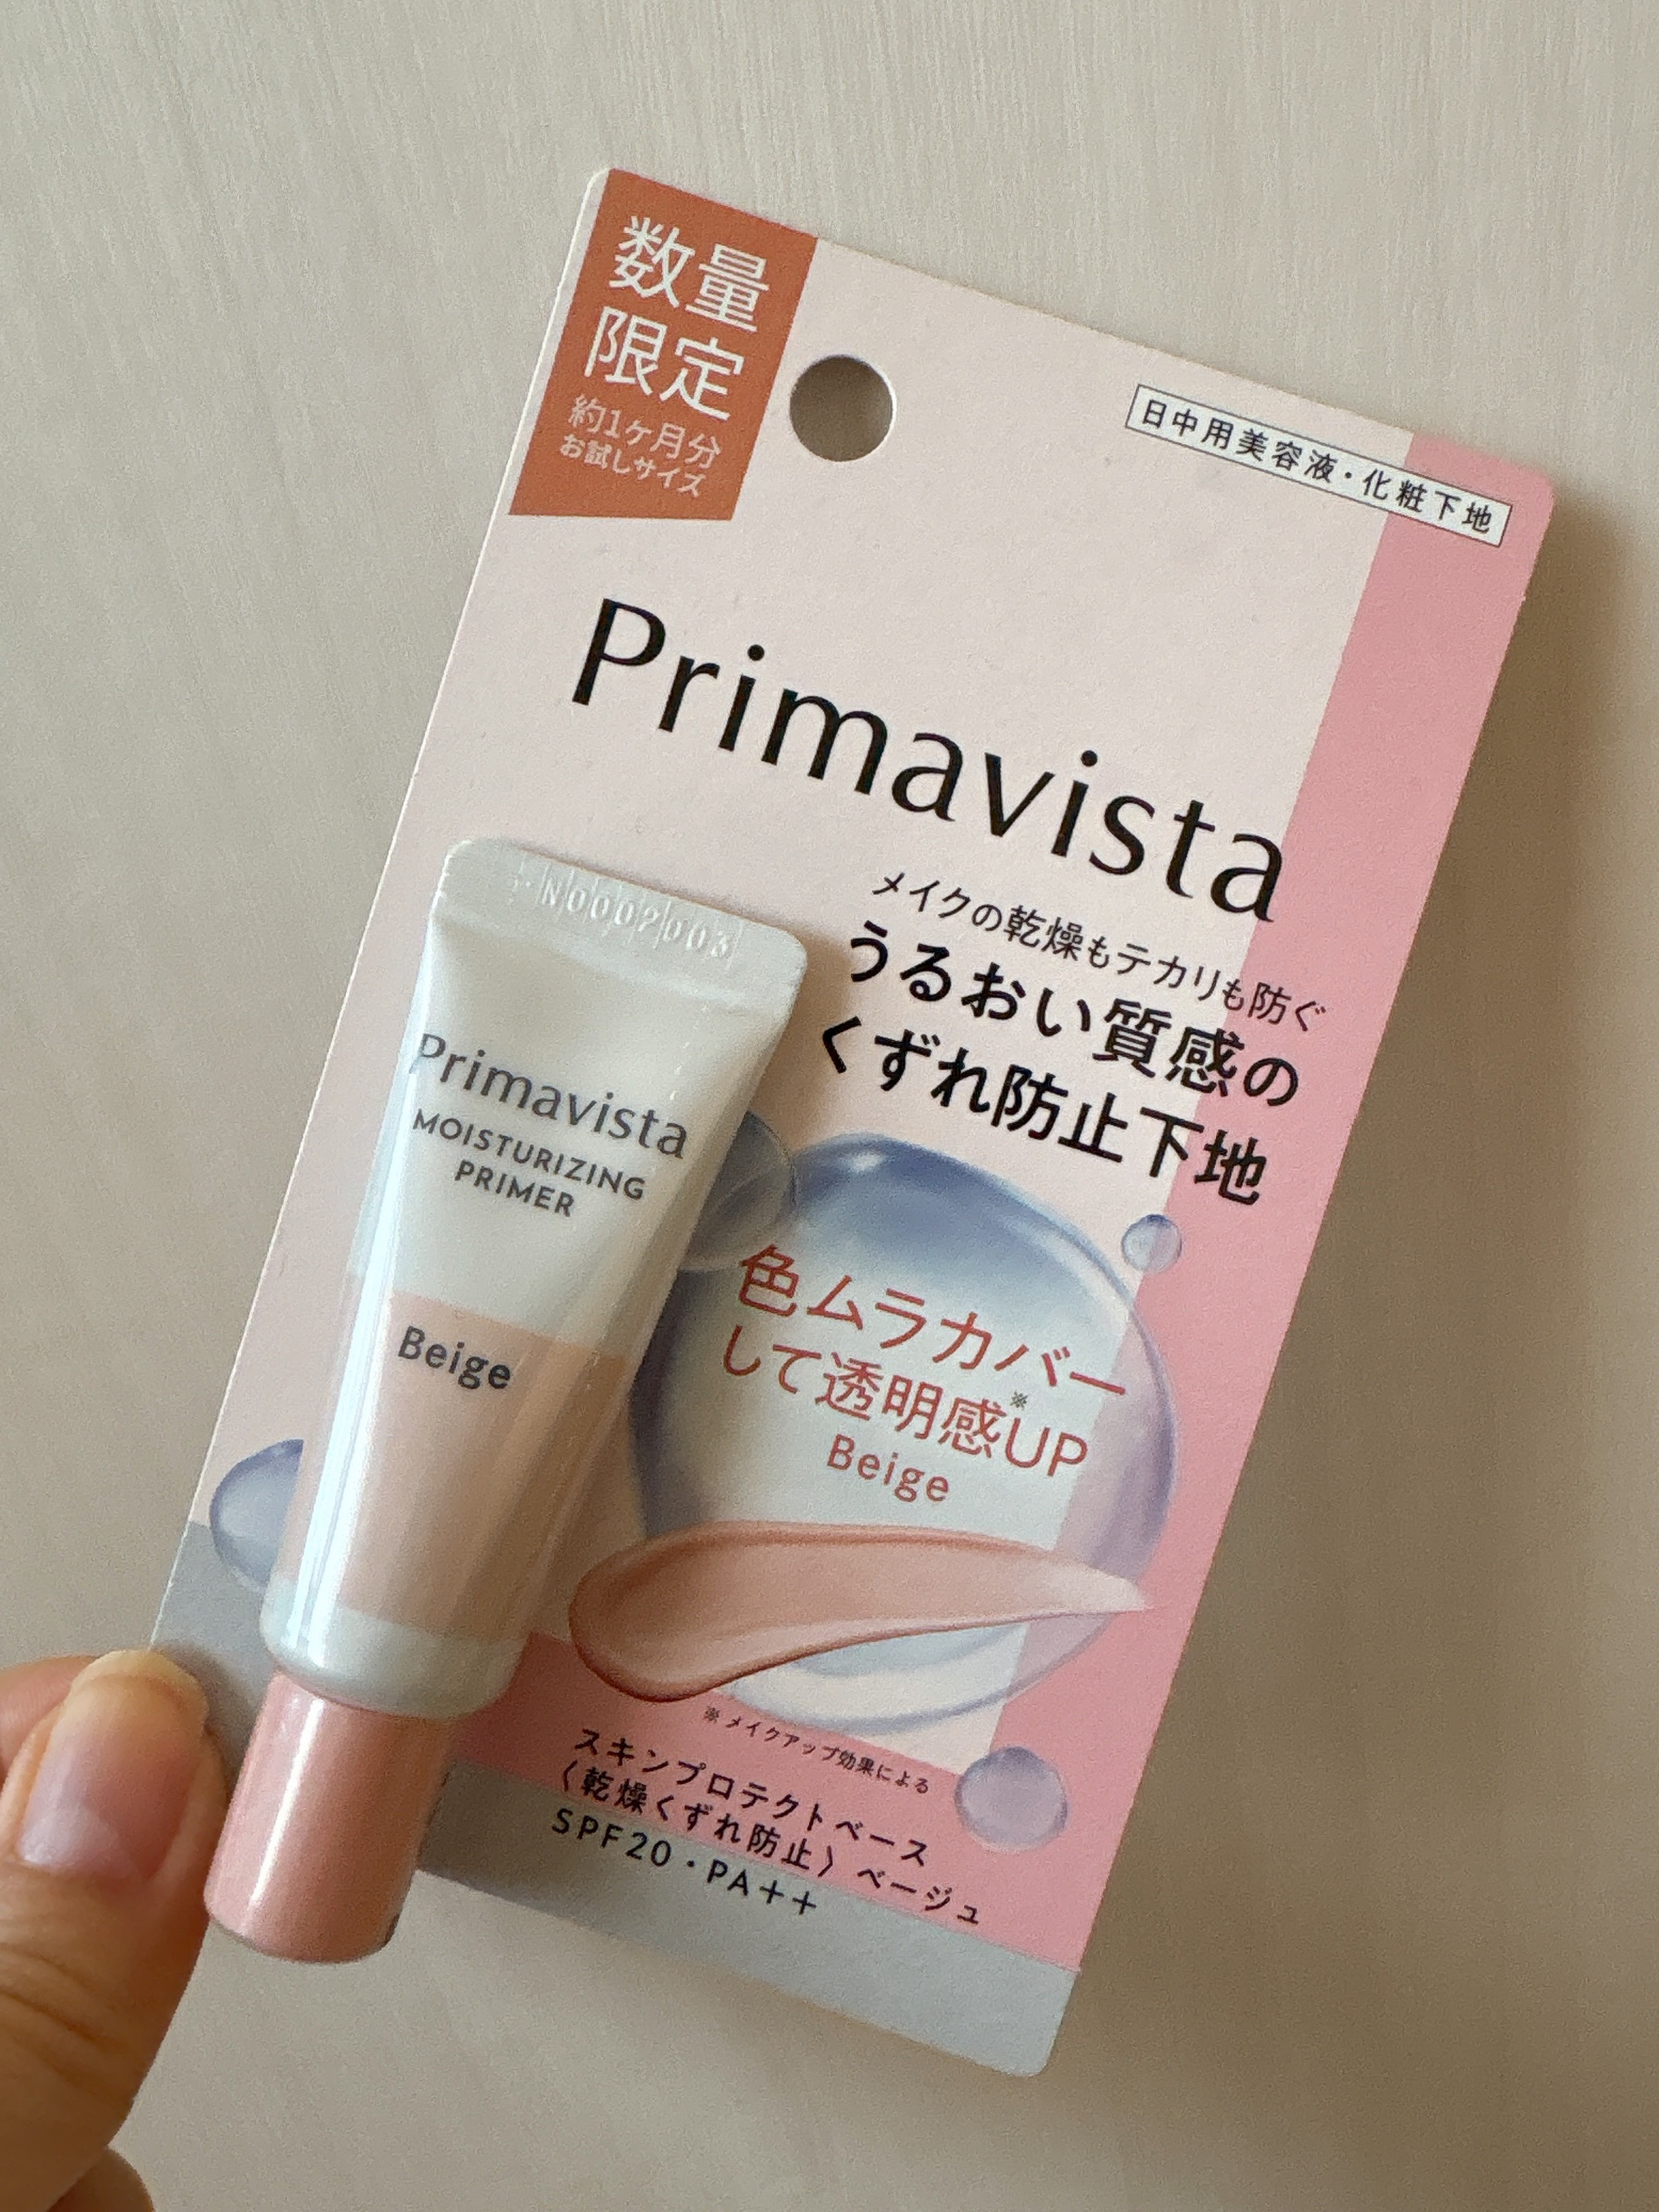 数量
限定
約1ヶ月分
お試しサイズ
日中用美容液・化粧下地
Primavista
メイクの乾燥もテカリも防ぐ
うるおい質感の
くずれ防止下地
Primavista
MOISTURIZING
PRIMER
Beige
色ムラカバー
して透明感※UP
Beige
※メイクアップ効果による
スキンプロテクトベース
〈乾燥くずれ防止〉 ベージュ
SPF20・PA++